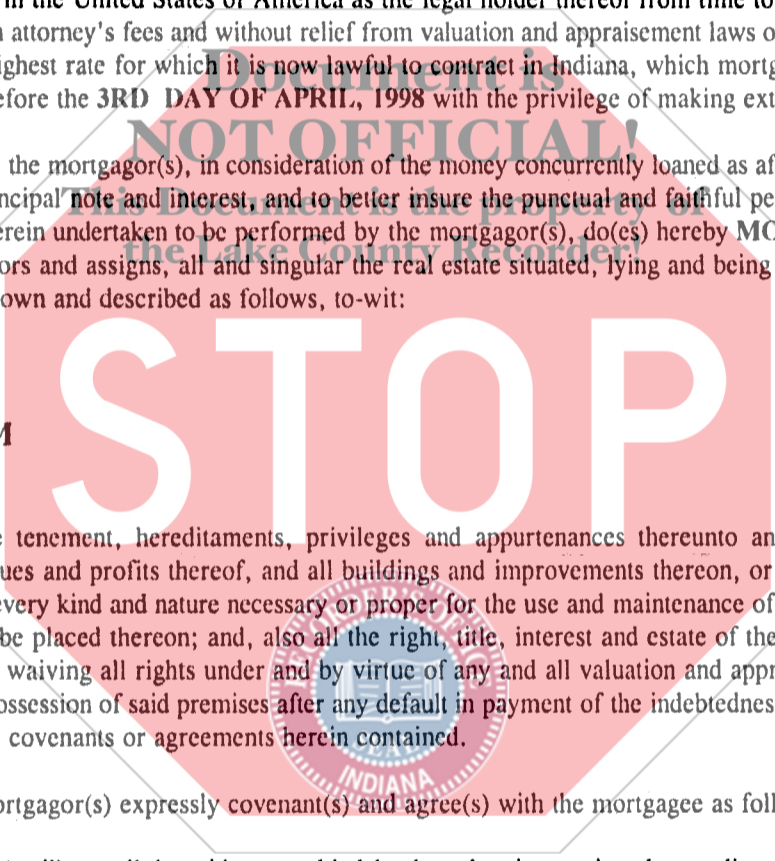 in the United States of America as the legal holder thereof from time to
attorney's fees and without relief from valuation and appraisement laws o
ighest rate for which it is now lawful to contract in Indiana, which mortg
efore the 3RD DAY OF APRIL, 1998 with the privilege of making ext
Document is
NOT OFFICIAL!
This Document is the property of
the Lake County Recorder!
the mortgagor(s), in consideration of the money concurrently loaned as af
ncipal note and interest, and to better insure the punctual and faithful pe
erein undertaken to be performed by the mortgagor(s), do(es) hereby MO
ors and assigns, all and singular the real estate situated, lying and being
own and described as follows, to-wit:
STOP
M
e tenement, hereditaments, privileges and appurtenances thereunto an
ues and profits thereof, and all buildings and improvements thereon, or
every kind and nature necessary or proper for the use and maintenance of
be placed thereon; and, also all the right, title, interest and estate of the
waiving all rights under and by virtue of any and all valuation and appr
ossession of said premises after any default in payment of the indebtednes
covenants or agreements herein contained.
RECORDER'S OFFICE
SEAL
INDIANA
ortgagor(s) expressly covenant(s) and agree(s) with the mortgagee as foll